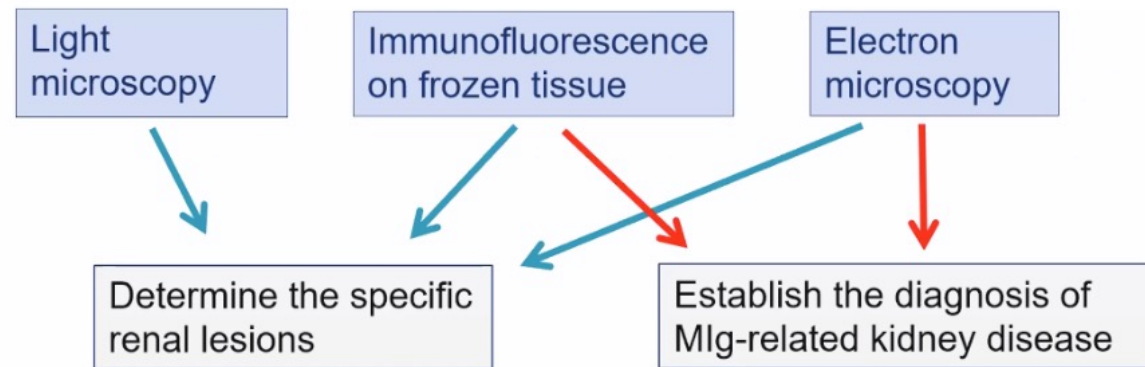 Light
microscopy
Immunofluorescence
on frozen tissue
Electron
microscopy
Determine the specific
renal lesions
Establish the diagnosis of
MIg-related kidney disease